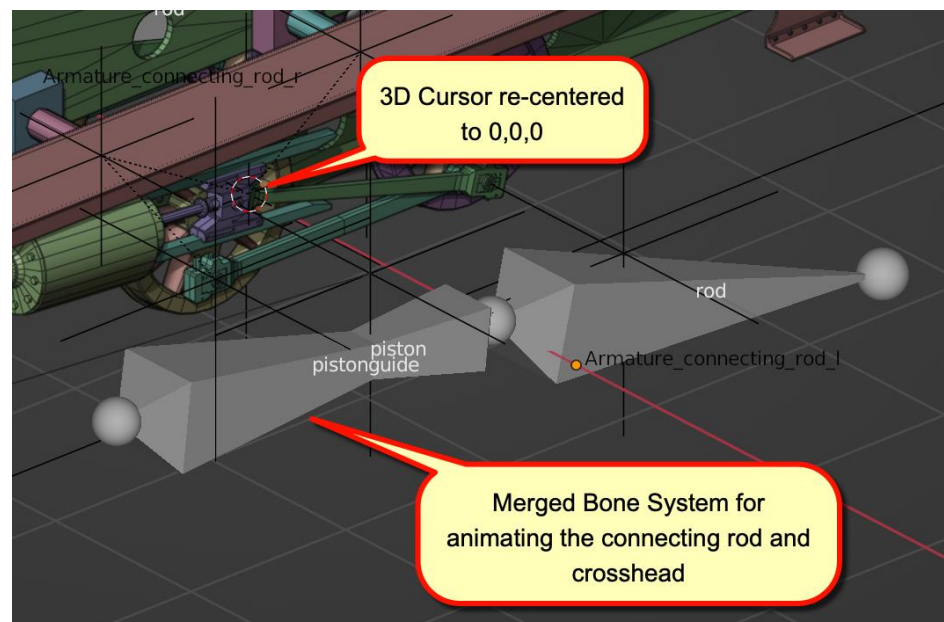 rod
Armature_connecting_rod_r
3D Cursor re-centered
to 0,0,0
rod
piston
pistonguide
Armature_connecting_rod_l
Merged Bone System for
animating the connecting rod and
crosshead